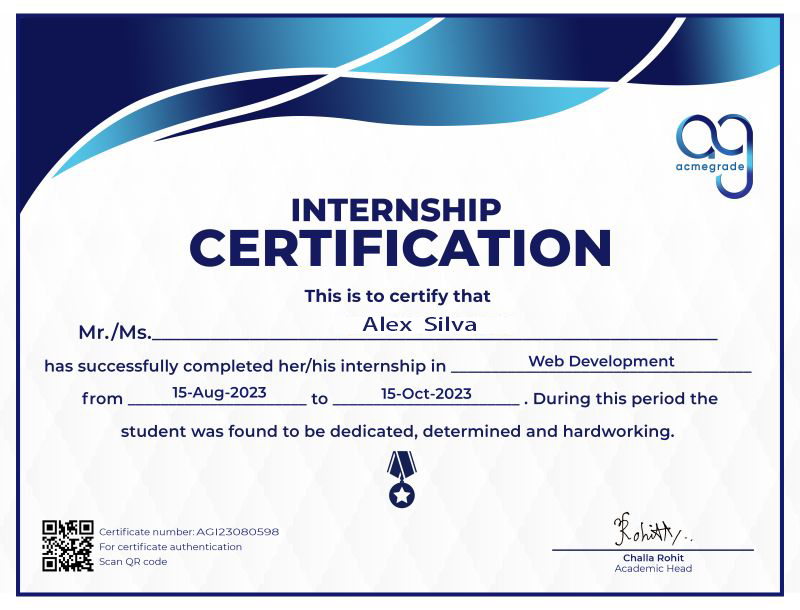 acmegrade
INTERNSHIP
CERTIFICATION
This is to certify that
Mr./Ms. Alex Silva
has successfully completed her/his internship in Web Development
from 15-Aug-2023 to 15-Oct-2023 . During this period the
student was found to be dedicated, determined and hardworking.
Certificate number: AGI23080598
For certificate authentication
Scan QR code
Rohit
Challa Rohit
Academic Head